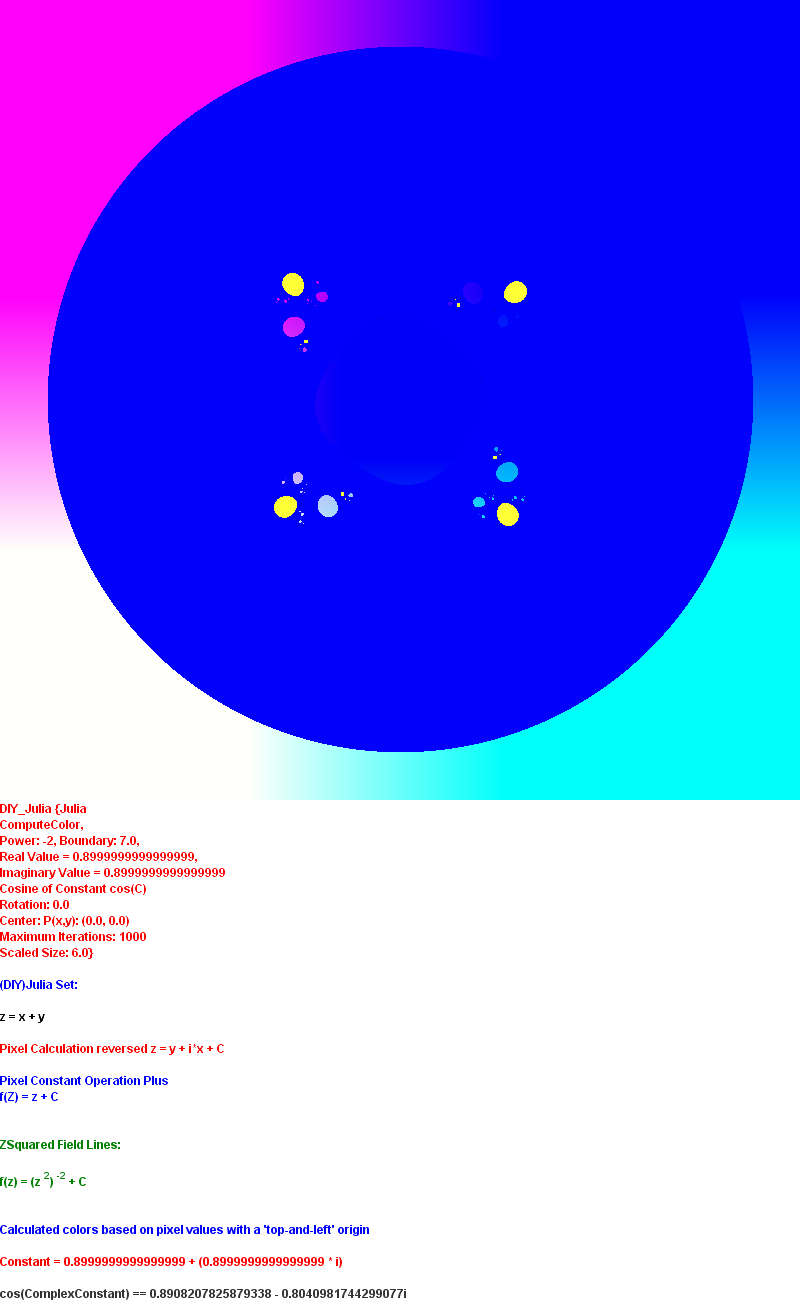 DIY_Julia {Julia
ComputeColor,
Power: -2, Boundary: 7.0,
Real Value = 0.8999999999999999,
Imaginary Value = 0.8999999999999999
Cosine of Constant cos(C)
Rotation: 0.0
Center: P(x,y): (0.0, 0.0)
Maximum Iterations: 1000
Scaled Size: 6.0}
(DIY)Julia Set:
z = x + y
Pixel Calculation reversed z = y + i*x + C
Pixel Constant Operation Plus
f(Z) = z + C
ZSquared Field Lines:
f(z) = (z ²) ⁻² + C
Calculated colors based on pixel values with a 'top-and-left' origin
Constant = 0.8999999999999999 + (0.8999999999999999 * i)
cos(ComplexConstant) == 0.8908207825879338 - 0.8040981744299077i